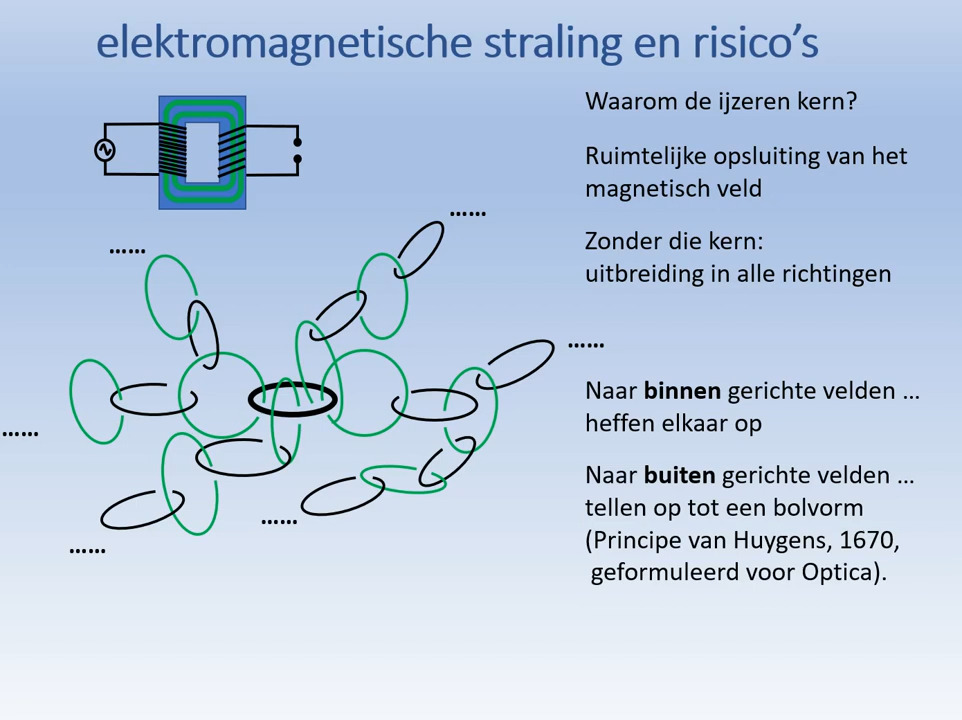 elektromagnetische straling en risico's
Waarom de ijzeren kern?
Ruimtelijke opsluiting van het
magnetisch veld
Zonder die kern:
uitbreiding in alle richtingen
Naar binnen gerichte velden ...
heffen elkaar op
Naar buiten gerichte velden ...
tellen op tot een bolvorm
(Principe van Huygens, 1670,
geformuleerd voor Optica).
......
......
......
......
......
......